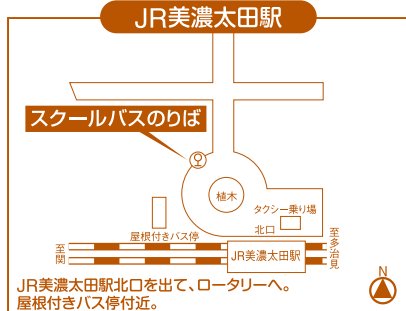 JR美濃太田駅
スクールバスのりば
植木
タクシー乗り場
北口
屋根付きバス停
至関
JR美濃太田駅
至多治見
N
JR美濃太田駅北口を出て、ロータリーへ。
屋根付きバス停付近。